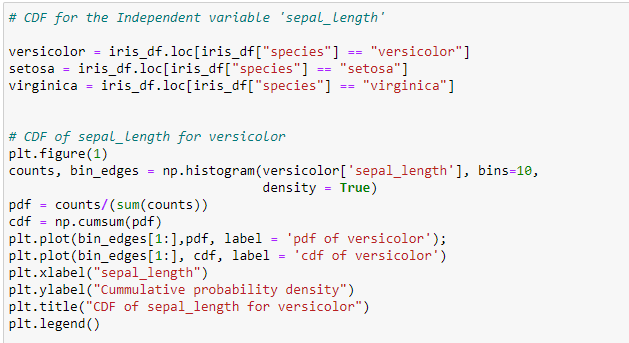 # CDF for the Independent variable 'sepal_length'
versicolor = iris_df.loc[iris_df["species"] == "versicolor"]
setosa = iris_df.loc[iris_df["species"] == "setosa"]
virginica = iris_df.loc[iris_df["species"] == "virginica"]
# CDF of sepal_length for versicolor
plt.figure(1)
counts, bin_edges = np.histogram(versicolor['sepal_length'], bins=10,
density = True)
pdf = counts/(sum(counts))
cdf = np.cumsum(pdf)
plt.plot(bin_edges[1:],pdf, label = 'pdf of versicolor');
plt.plot(bin_edges[1:], cdf, label = 'cdf of versicolor')
plt.xlabel("sepal_length")
plt.ylabel("Cummulative probability density")
plt.title("CDF of sepal_length for versicolor")
plt.legend()